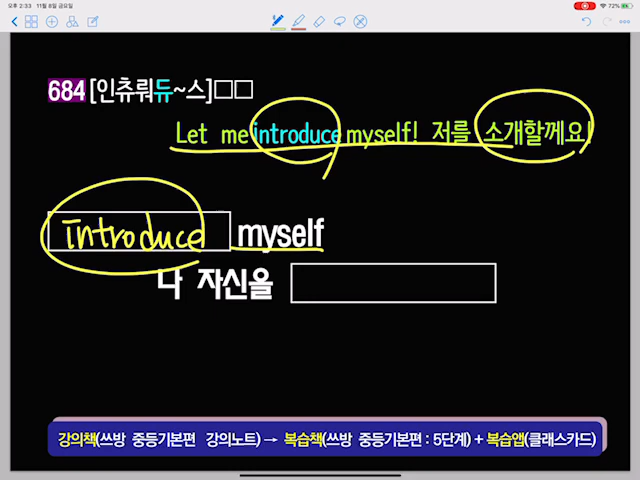 오후 2:33 11월 8일 금요일 72%
684 [인츄뤄듀~스]□□
Let me introduce myself! 저를 소개할께요!
introduce myself
나 자신을
강의책(쓰방 중등기본편 강의노트) → 복습책(쓰방 중등기본편 : 5단계) + 복습앱(클래스카드)